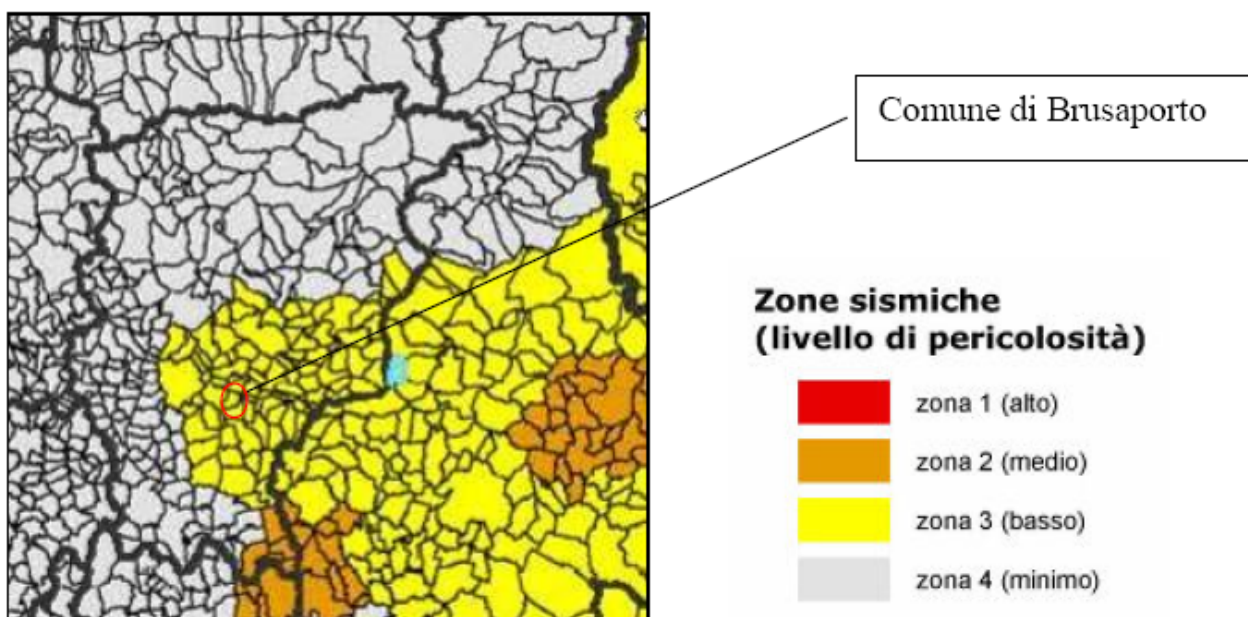 Comune di Brusaporto
Zone sismiche
(livello di pericolosità)
zona 1 (alto)
zona 2 (medio)
zona 3 (basso)
zona 4 (minimo)